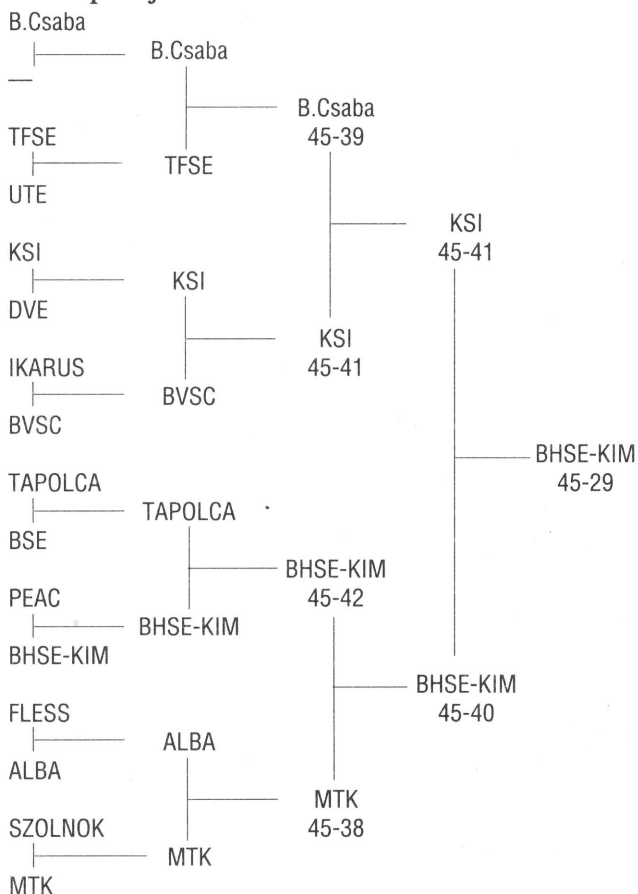 B.Csaba
B.Csaba
—
B.Csaba
45-39
TFSE
TFSE
UTE
KSI
45-41
KSI
KSI
DVE
KSI
45-41
IKARUS
BVSC
BVSC
BHSE-KIM
45-29
TAPOLCA
TAPOLCA
BSE
BHSE-KIM
45-42
PEAC
BHSE-KIM
BHSE-KIM
BHSE-KIM
45-40
FLESS
ALBA
ALBA
MTK
45-38
SZOLNOK
MTK
MTK